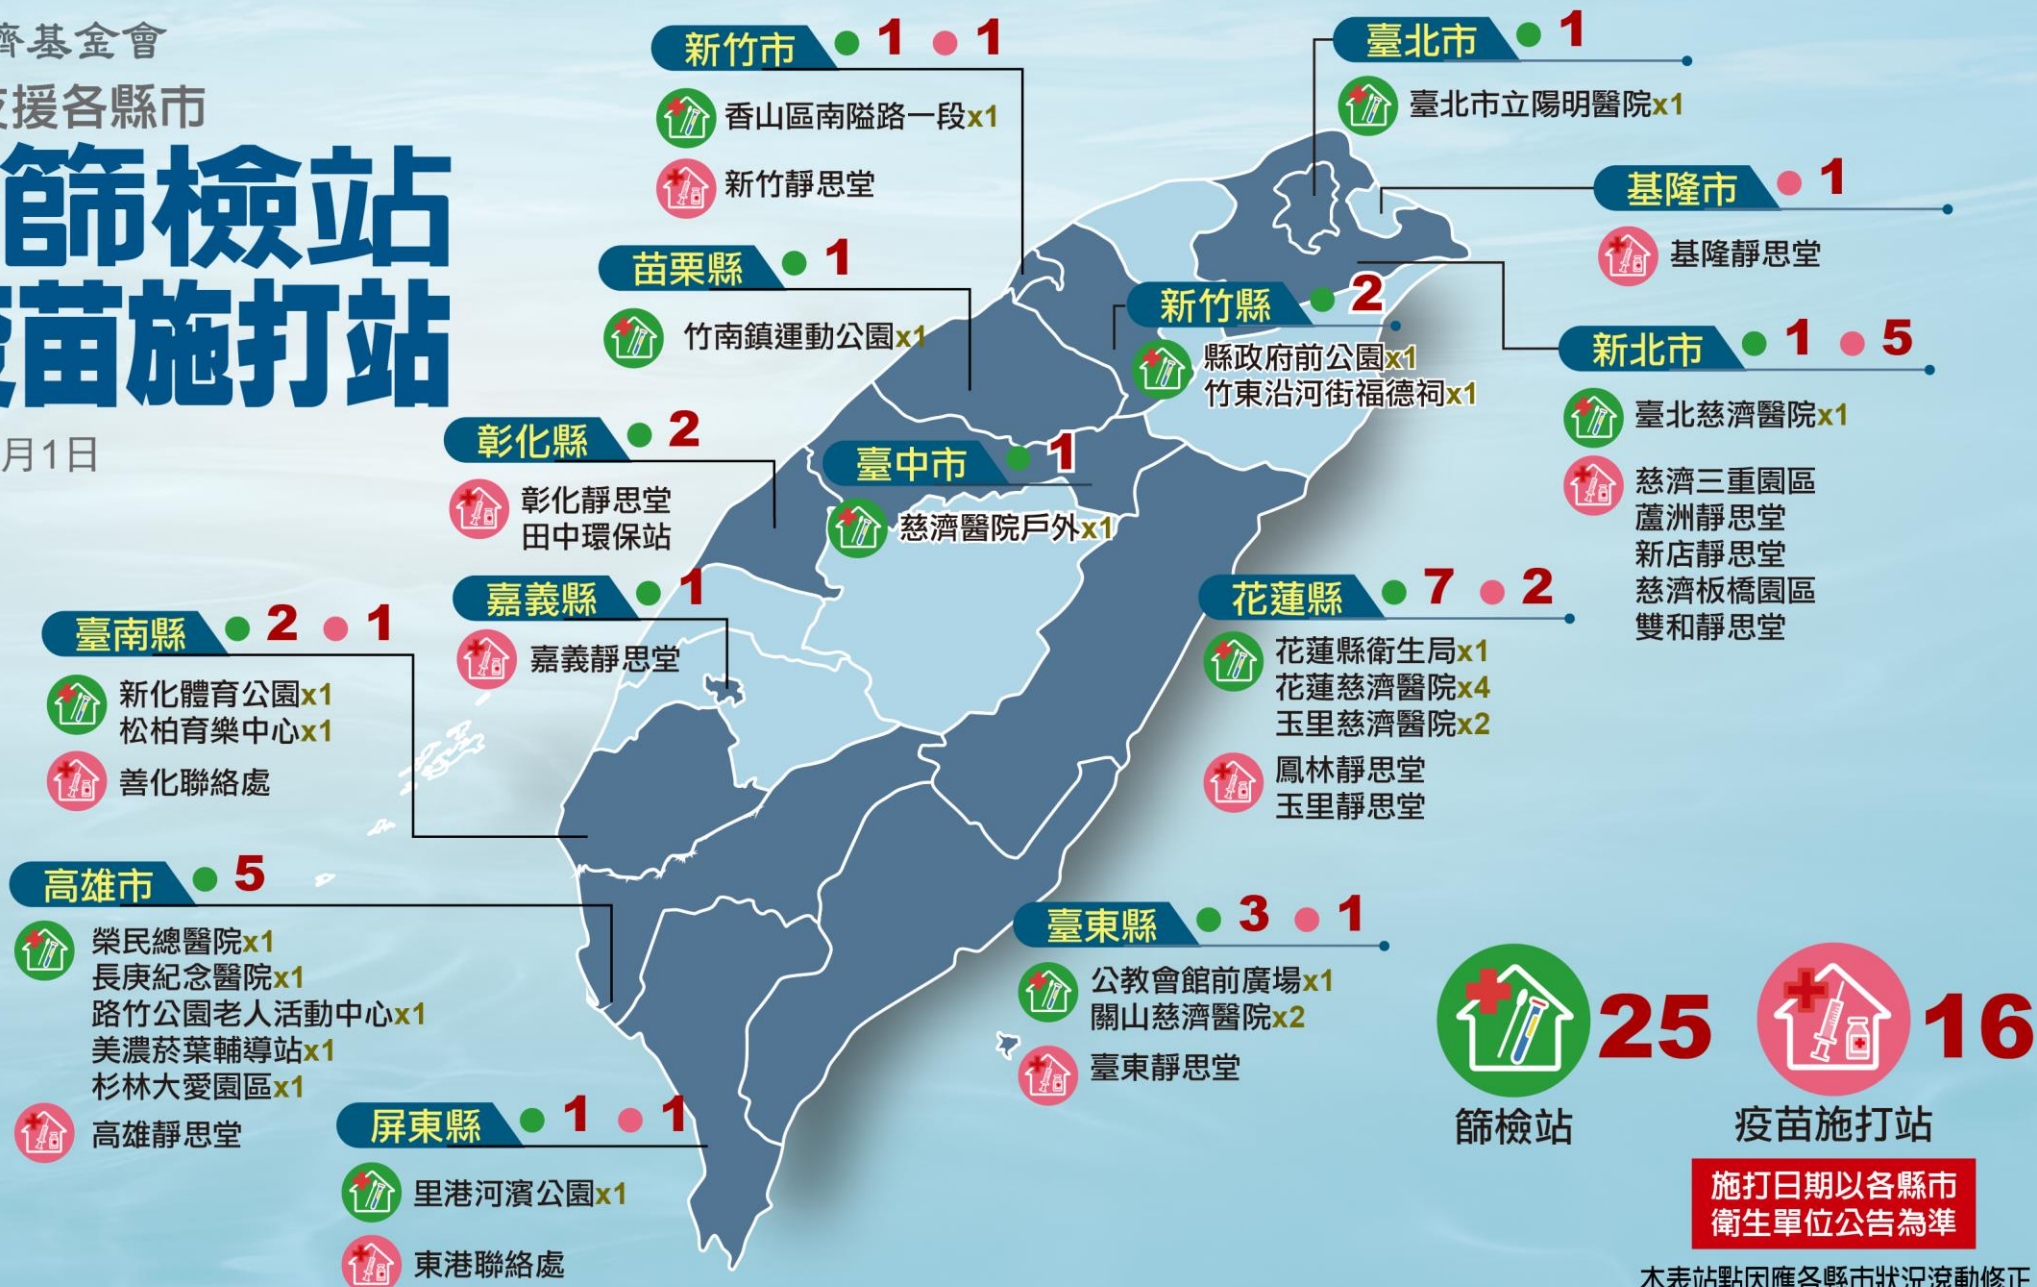 濟基金會
支援各縣市
篩檢站
疫苗施打站
月1日
新竹市 1 1
香山區南隘路一段x1
新竹靜思堂
臺北市 1
臺北市立陽明醫院x1
基隆市 1
基隆靜思堂
苗栗縣 1
竹南鎮運動公園x1
新竹縣 2
縣政府前公園x1
竹東沿河街福德祠x1
新北市 1 5
臺北慈濟醫院x1
慈濟三重園區
蘆洲靜思堂
新店靜思堂
慈濟板橋園區
雙和靜思堂
彰化縣 2
彰化靜思堂
田中環保站
臺中市 1
慈濟醫院戶外x1
嘉義縣 1
嘉義靜思堂
花蓮縣 7 2
花蓮縣衛生局x1
花蓮慈濟醫院x4
玉里慈濟醫院x2
鳳林靜思堂
玉里靜思堂
臺南縣 2 1
新化體育公園x1
松柏育樂中心x1
善化聯絡處
高雄市 5
榮民總醫院x1
長庚紀念醫院x1
路竹公園老人活動中心x1
美濃菸葉輔導站x1
杉林大愛園區x1
高雄靜思堂
臺東縣 3 1
公教會館前廣場x1
關山慈濟醫院x2
臺東靜思堂
屏東縣 1 1
里港河濱公園x1
東港聯絡處
25
篩檢站
16
疫苗施打站
施打日期以各縣市
衛生單位公告為準
本表站點因應各縣市狀況滾動修正